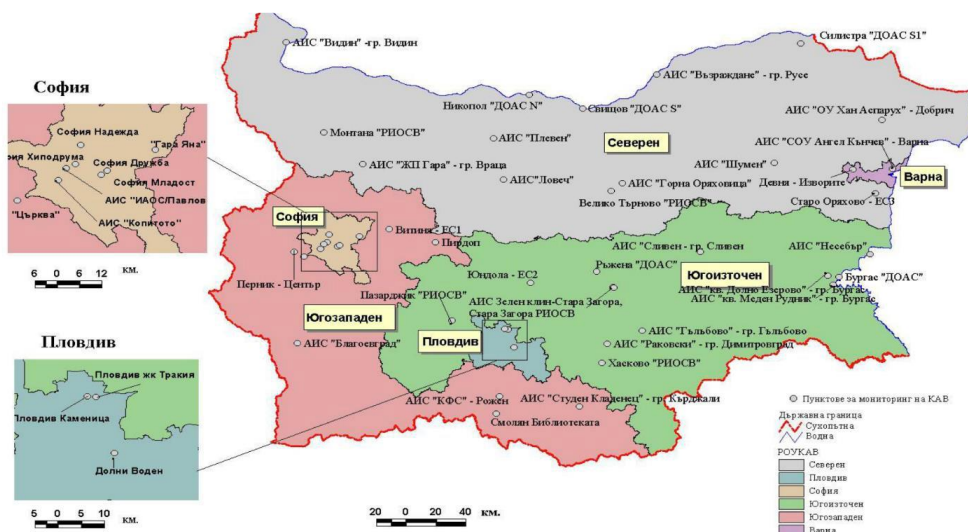 АИС "Видин" -гр. Видин
Силистра "ДОАС S1"
АИС "Възраждане" - гр. Русе
Никопол "ДОАС N"
Свищов "ДОАС S"
АИС "ОУ Хан Аспарух" - Добрич
Монтана "РИОСВ"
АИС "Плевен"
Северен
АИС "СОУ Ангел Кънчев" - Варна
АИС "ЖП Гара" - гр. Враца
АИС "Шумен"
Варна
АИС "Ловеч"
АИС "Горна Оряховица"
Девня - Изворите
Велико Търново "РИОСВ"
Старо Оряхово - ЕС3
София
Витиня - ЕС1
Пирдоп
АИС "Сливен - гр. Сливен
АИС "Несебър"
Ръжена "ДОАС"
Югоизточен
Юндола - ЕС2
Бургас "ДОАС"
Перник - Център
АИС "кв. Долно Езерово" - гр. Бургас
Пазарджик "РИОСВ"
АИС "кв. Меден Рудник" - гр. Бургас
АИС Зелен клин-Стара Загора,
Стара Загора РИОСВ
Югозападен
Пловдив
АИС "Гълъбово" - гр. Гълъбово
АИС "Благоевград"
АИС "Раковски" - гр. Димитровград
Хасково "РИОСВ"
АИС "КФС" - Рожен
АИС "Студен Кладенец" - гр. Кърджали
Смолян Библиотеката
София
София Надежда
"Гара Яна"
рия Хиподрума
София Дружба
София Младост
АИС "ИАОС/Павлов
"Църква"
АИС "Копитото"
6 0 6 12 км.
Пловдив
Пловдив жк Тракия
Пловдив Каменица
Долни Воден
5 0 5 10 км.
20 0 20 40 км.
Пунктове за мониторинг на КАВ
Държавна граница
Сухопътна
Водна
РОУКАВ
Северен
Пловдив
София
Югоизточен
Югозападен
Варна